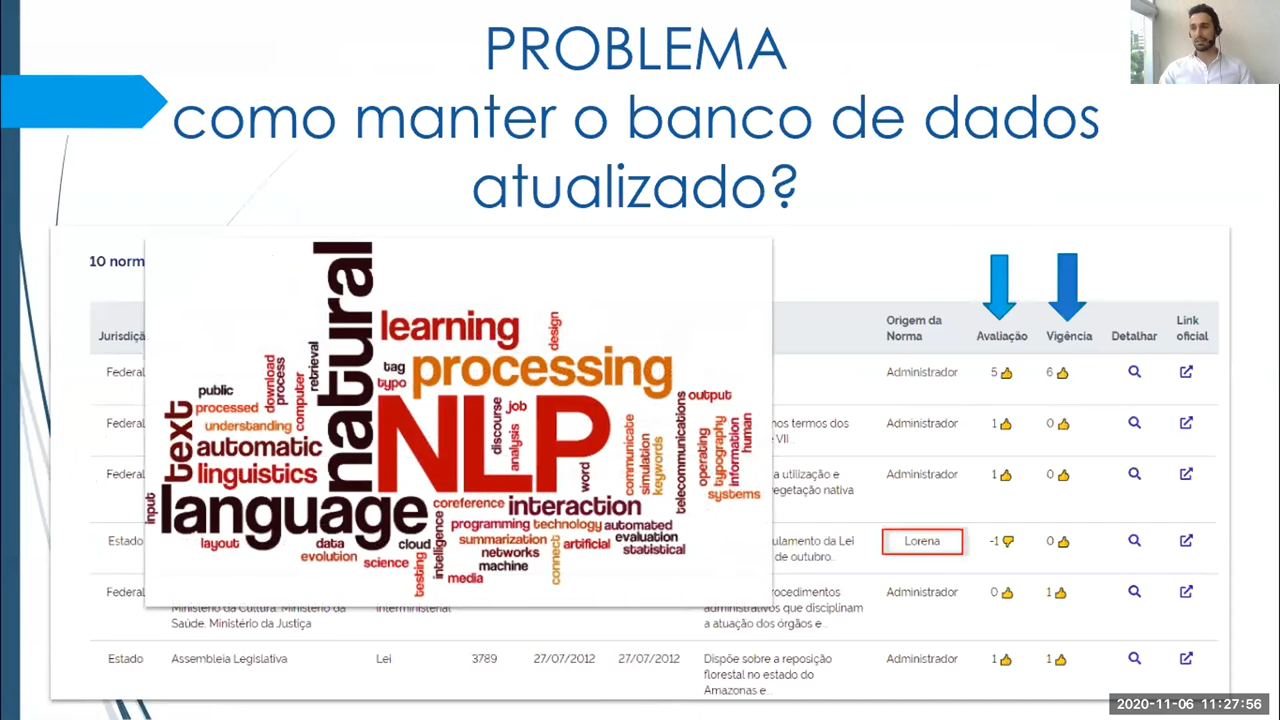 PROBLEMA
como manter o banco de dados
atualizado?
10 norm
Jurisdiçã
Origem da
Norma
Avaliação
Vigência
Detalhar
Link
oficial
Federal
Administrador
5
6
Federal
nos termos dos
VII
Administrador
1
0
Federal
a utilização e
egetação nativa
Administrador
1
0
Estado
ulamento da Lei
de outubro..
Lorena
-1
0
Federal
Ministério da Cultura. Ministério da
Saúde. Ministério da Justiça
Interministerial
rocedimentos
administrativos que disciplinam
a atuação dos órgãos e..
Administrador
0
1
Estado
Assembleia Legislativa
Lei
3789
27/07/2012
27/07/2012
Dispõe sobre a reposição
florestal no estado do
Amazonas e...
Administrador
1
1
natural
learning
design
tag
processing
typo
retrieval
download
process
computer
public
processed
understanding
text
automatic
linguistics
NLP
discourse
job
analysis
word
communicate
simulation
keywords
telecommunications
output
operating
typography
information
human
systems
input
language
coreference
interaction
layout
data
evolution
cloud
science
testing
intelligence
programming
technology
automated
summarization
evaluation
networks
connect
artificial
statistical
machine
media
2020-11-06 11:27:56